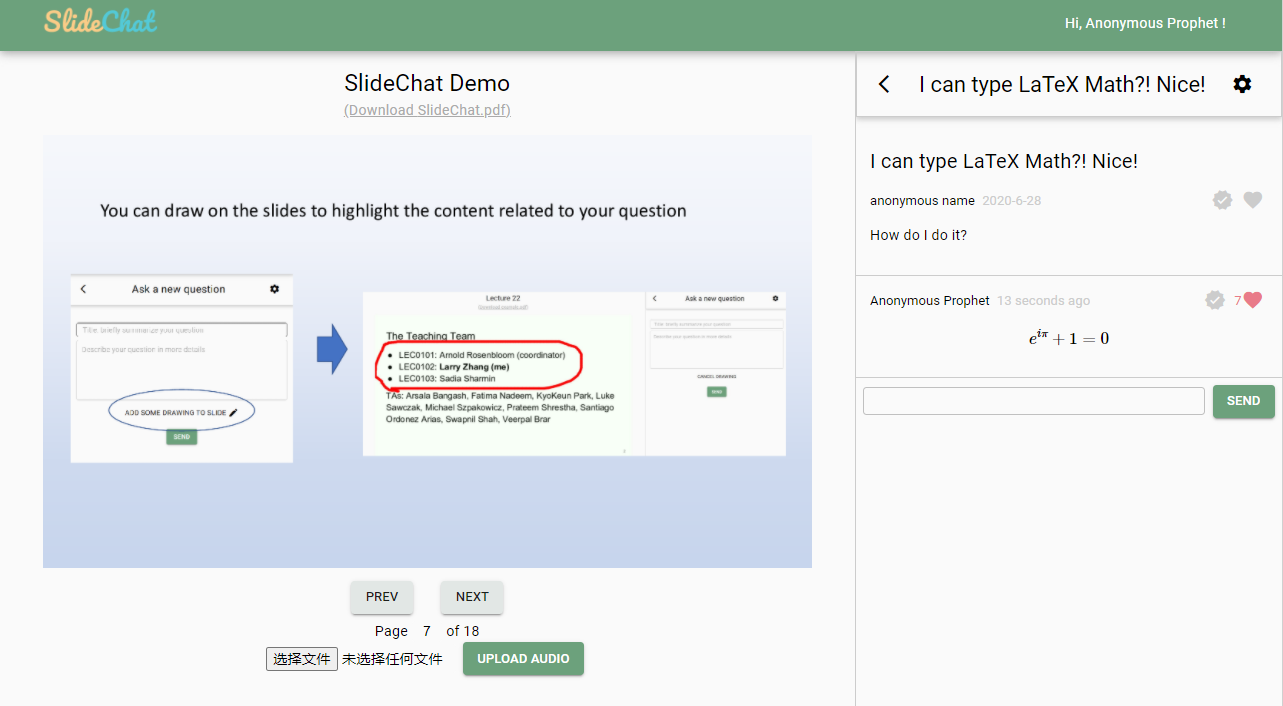 SlideChat
Hi, Anonymous Prophet !
SlideChat Demo
(Download SlideChat.pdf)
You can draw on the slides to highlight the content related to your question
Ask a new question
Title: briefly summarize your question
Describe your question in more details
ADD SOME DRAWING TO SLIDE
SEND
Lecture 22
The Teaching Team
• LEC0101: Arnold Rosenbloom (coordinator)
• LEC0102: Larry Zhang (me)
• LEC0103: Sadia Sharmin
TAs: Arsala Bangash, Fatima Nadeem, KyoKeun Park, Luke
Sawczak, Michael Szpakowicz, Prateem Shrestha, Santiago
Ordonez Arias, Swapnil Shah, Veerpal Brar
Ask a new question
Title: briefly summarize your question
Describe your question in more details
CANCEL DRAWING
SEND
PREV NEXT
Page 7 of 18
选择文件 未选择任何文件 UPLOAD AUDIO
I can type LaTeX Math?! Nice!
I can type LaTeX Math?! Nice!
anonymous name 2020-6-28
How do I do it?
Anonymous Prophet 13 seconds ago 7
e^{iπ} + 1 = 0
SEND